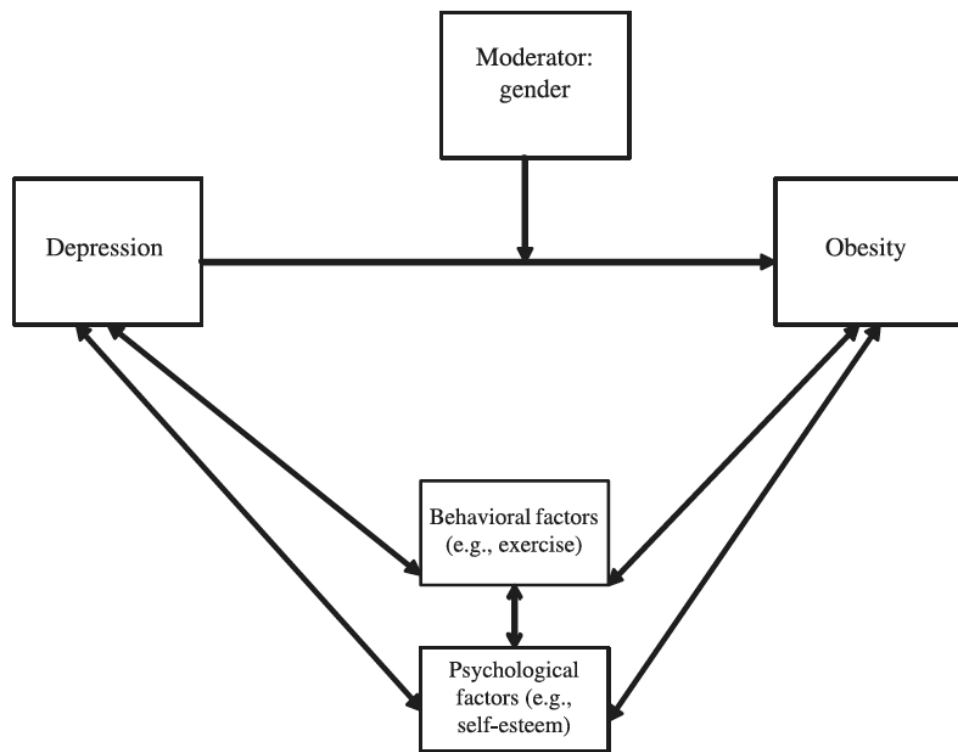 Moderator:
gender
Depression
Obesity
Behavioral factors
(e.g., exercise)
Psychological
factors (e.g.,
self-esteem)